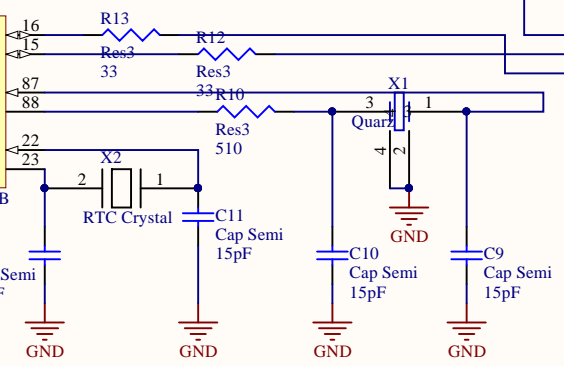 16
R13
15
Res3
R12
33
Res3
33
87
R10
X1
88
3
1
Res3
Quarz
510
4
2
22
23
X2
2
1
B
RTC Crystal
C11
Cap Semi
15pF
GND
C10
C9
Semi
Cap Semi
Cap Semi
15pF
15pF
GND
GND
GND
GND